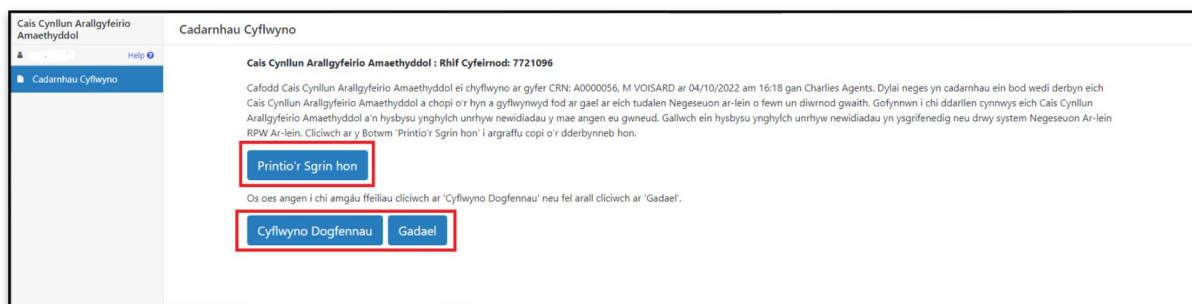 Cais Cynllun Arallgyfeirio
Amaethyddol
Help
Cadarnhau Cyflwyno
Cadarnhau Cyflwyno
Cais Cynllun Arallgyfeirio Amaethyddol : Rhif Cyfeirnod: 7721096
Cafodd Cais Cynllun Arallgyfeirio Amaethyddol ei chyflwyno ar gyfer CRN: A0000056, M VOISARD ar 04/10/2022 am 16:18 gan Charlies Agents. Dylai neges yn cadarnhau ein bod wedi derbyn eich
Cais Cynllun Arallgyfeirio Amaethyddol a chopi o'r hyn a gyflwynwyd fod ar gael ar eich tudalen Negeseuon ar-lein o fewn un diwrnod gwaith. Gofynnwn i chi ddarllen cynnwys eich Cais Cynllun
Arallgyfeirio Amaethyddol a'n hysbysu ynghylch unrhyw newidiadau y mae angen eu gwneud. Gallwch ein hysbysu ynghylch unrhyw newidiadau yn ysgrifenedig neu drwy system Negeseuon Ar-lein
RPW Ar-lein. Cliciwch ar y Botwm 'Printio'r Sgrin hon' i argraffu copi o'r dderbynneb hon.
Printio'r Sgrin hon
Os oes angen i chi amgáu ffeiliau cliciwch ar 'Cyflwyno Dogfennau' neu fel arall cliciwch ar 'Gadael'.
Cyflwyno Dogfennau Gadael